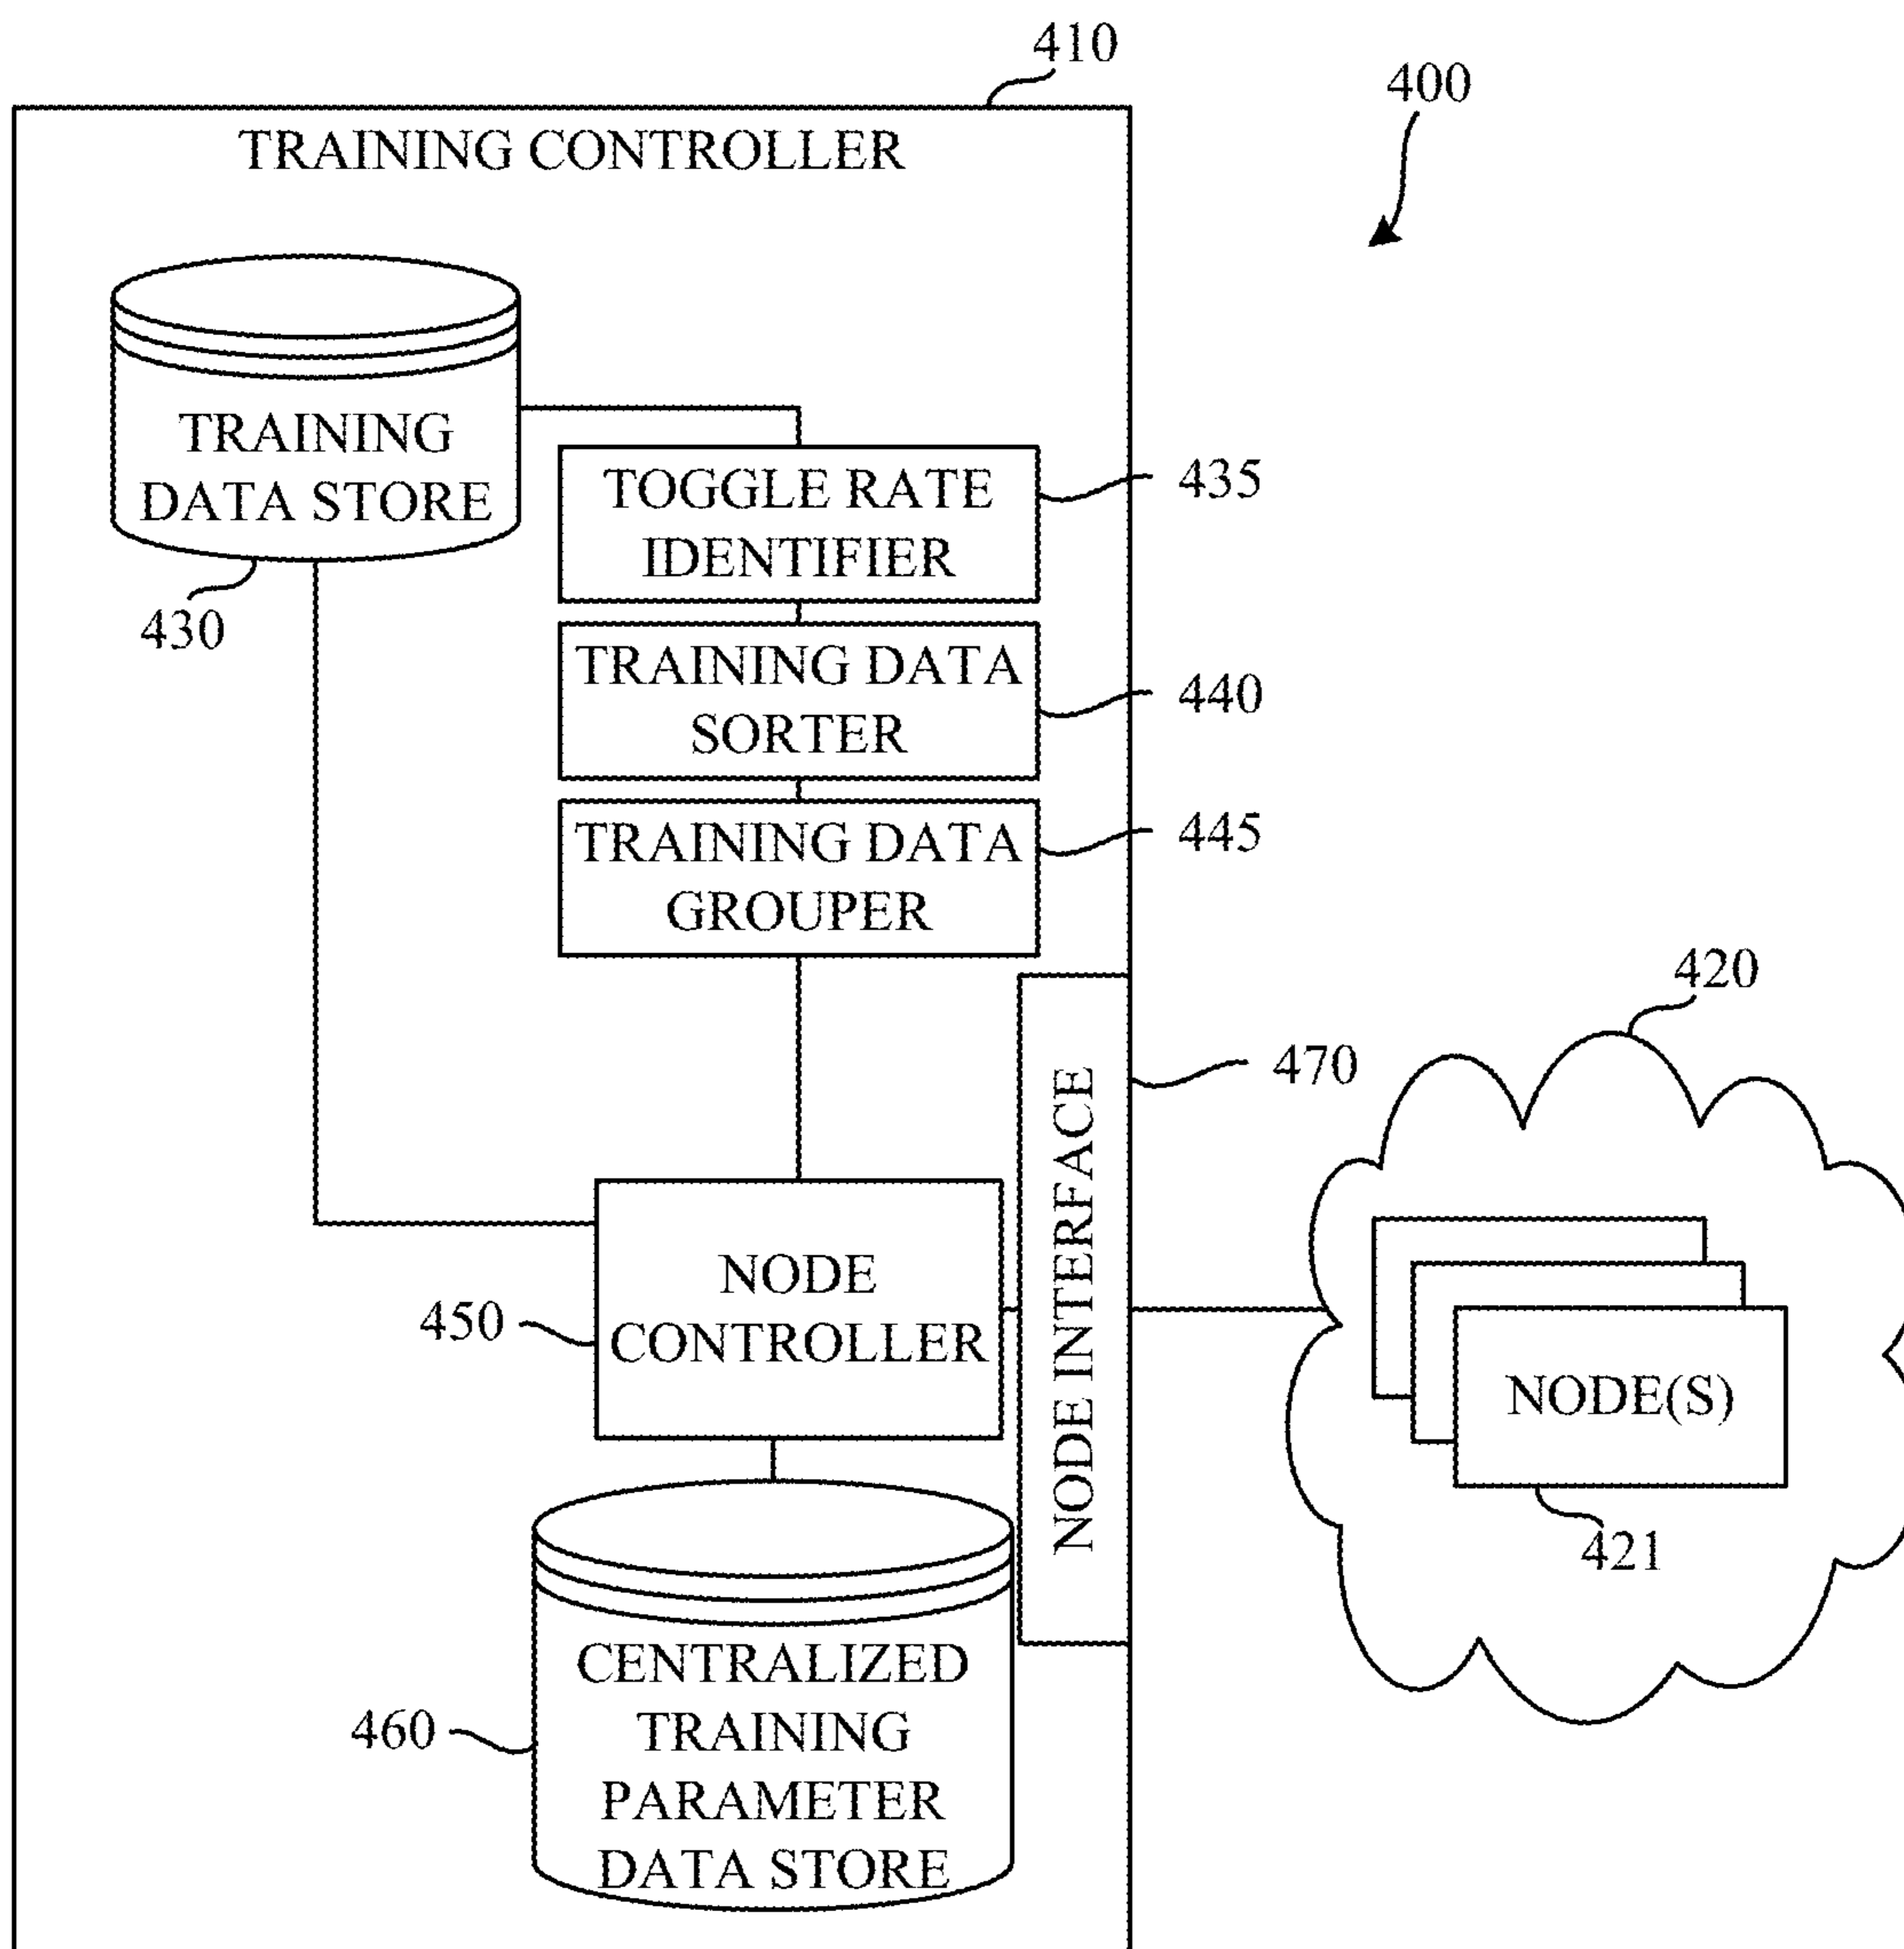 410
400
TRAINING CONTROLLER
TRAINING
DATA STORE
430
TOGGLE RATE
IDENTIFIER
435
TRAINING DATA
SORTER
440
TRAINING DATA
GROUPER
445
420
470
NODE INTERFACE
NODE
CONTROLLER
450
NODE(S)
421
CENTRALIZED
TRAINING
PARAMETER
DATA STORE
460